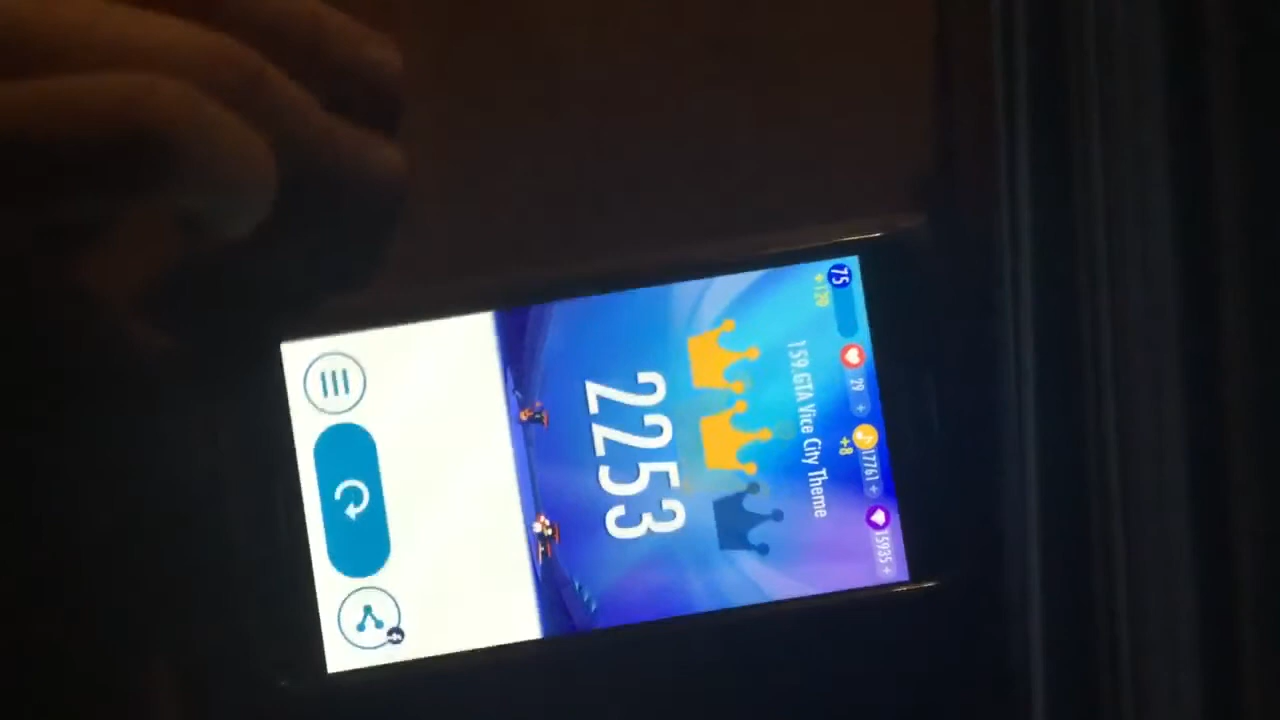 75 29 + 17761 + 15935 +
+120 +8
159.GTA Vice City Theme
2253
f